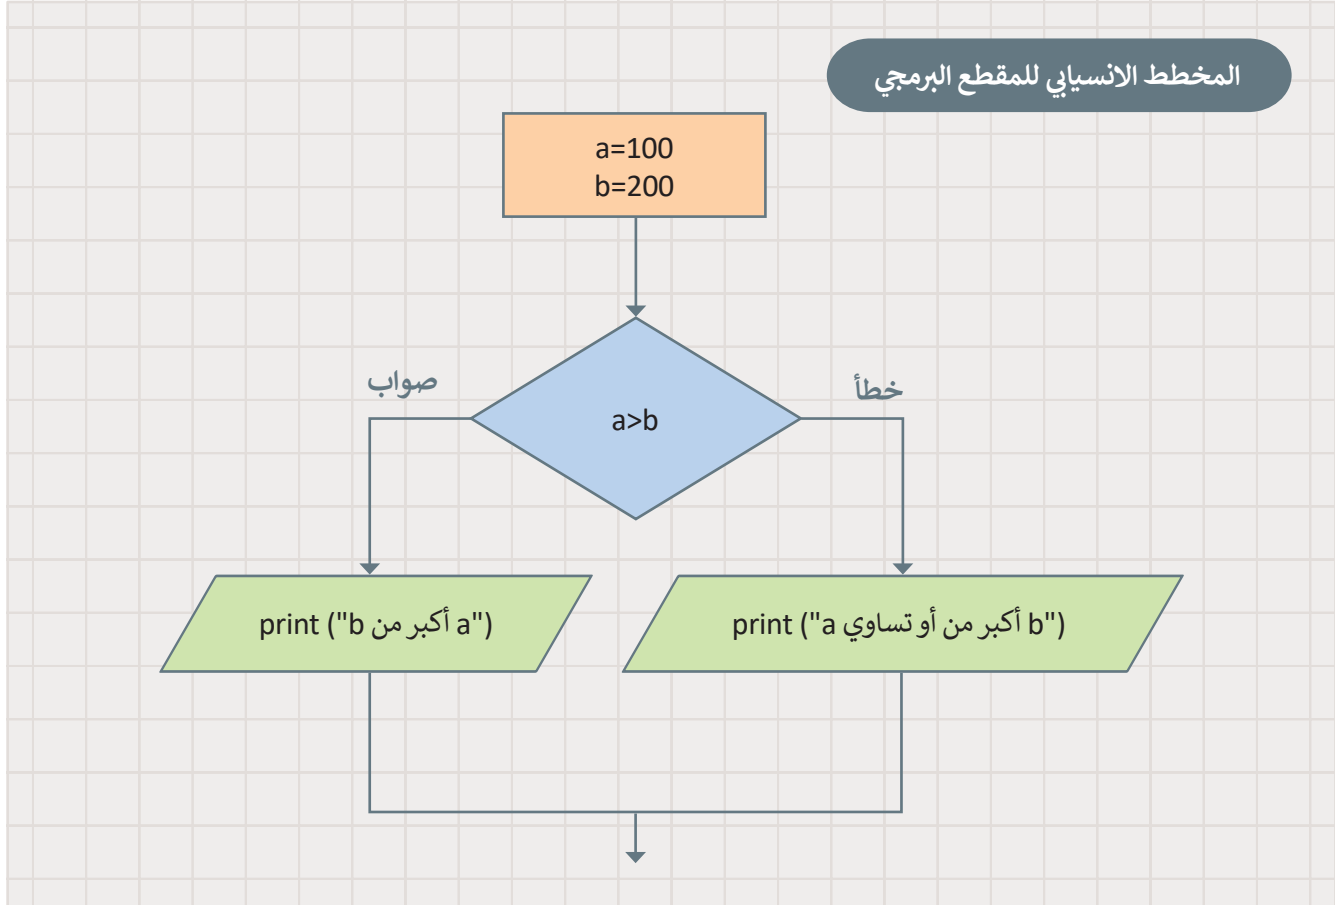 المخطط الانسيابي للمقطع البرمجي
a=100
b=200
صواب
خطأ
a>b
print ("a أكبر من b")
print ("b أكبر من أو تساوي a")